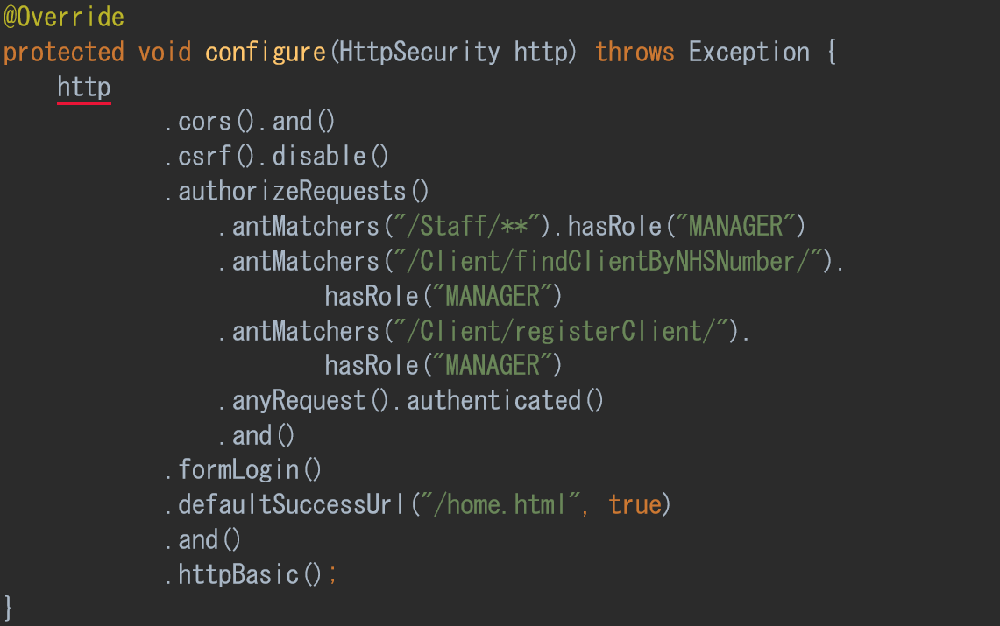 @Override
protected void configure(HttpSecurity http) throws Exception {
    http
            .cors().and()
            .csrf().disable()
            .authorizeRequests()
                .antMatchers("/Staff/**").hasRole("MANAGER")
                .antMatchers("/Client/findClientByNHSNumber/").
                        hasRole("MANAGER")
                .antMatchers("/Client/registerClient/").
                        hasRole("MANAGER")
                .anyRequest().authenticated()
                .and()
            .formLogin()
            .defaultSuccessUrl("/home.html", true)
            .and()
            .httpBasic();
}